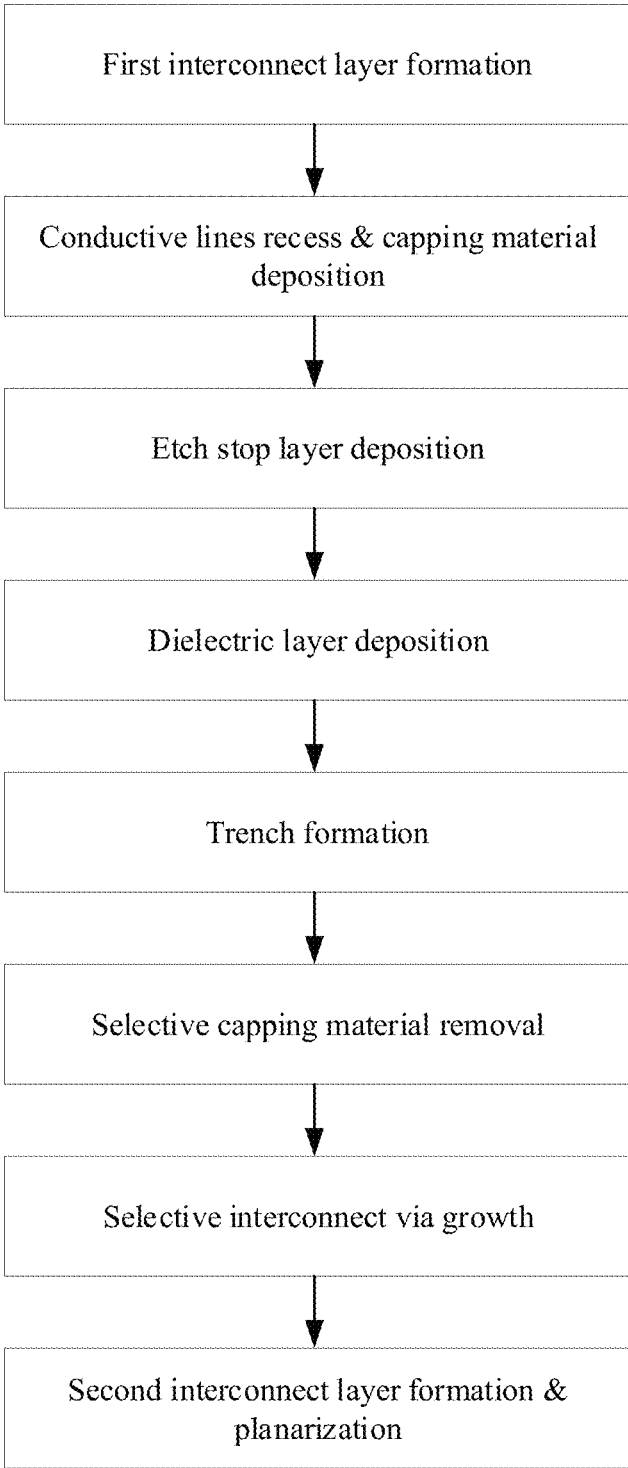 First interconnect layer formation
Conductive lines recess & capping material
deposition
Etch stop layer deposition
Dielectric layer deposition
Trench formation
Selective capping material removal
Selective interconnect via growth
Second interconnect layer formation &
planarization